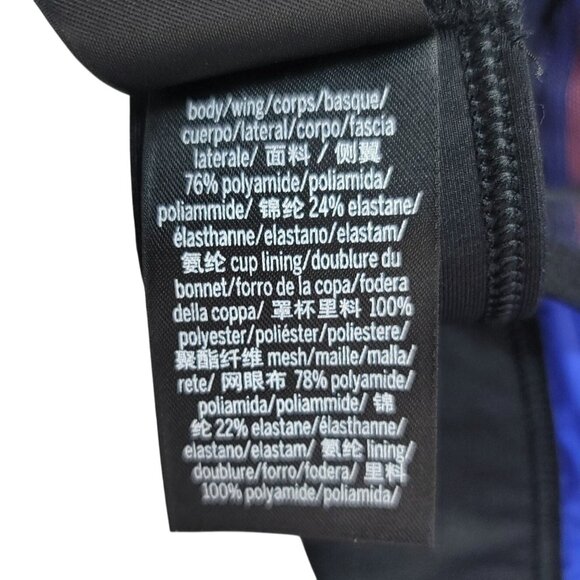 body/wing/corps/basque/
cuerpo/lateral/corpo/fascia
laterale/ 面料 / 侧翼
76% polyamide/poliamida/
poliammide/ 锦纶 24% elastane/
élasthanne/elastano/elastam/
氨纶 cup lining/doublure du
bonnet/forro de la copa/fodera
della coppa/ 罩杯里料 100%
polyester/poliéster/poliestere/
聚酯纤维 mesh/maille/malla/
rete/ 网眼布 78% polyamide/
poliamida/poliammide/ 锦
纶 22% elastane/élasthanne/
elastano/elastam/ 氨纶 lining/
doublure/forro/fodera/ 里料
100% polyamide/poliamida/